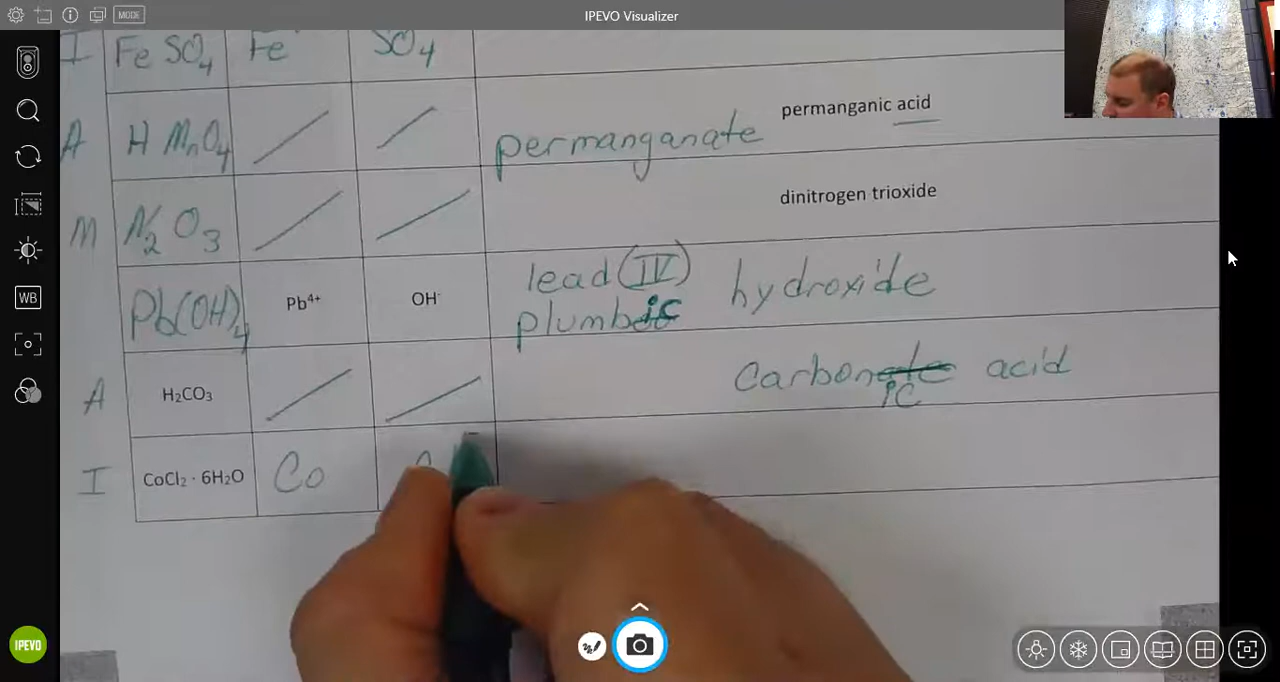 IPEVO Visualizer
MODE
I FeSO4 Fe SO4
permanganic acid
A HMnO4 permanganate
M N2O3 dinitrogen trioxide
lead (IV) hydroxide
Pb(OH)4 Pb4+ OH-
plumbic
A H2CO3 carbonate acid
ic
I CoCl2 · 6H2O Co
WB
IPEVO